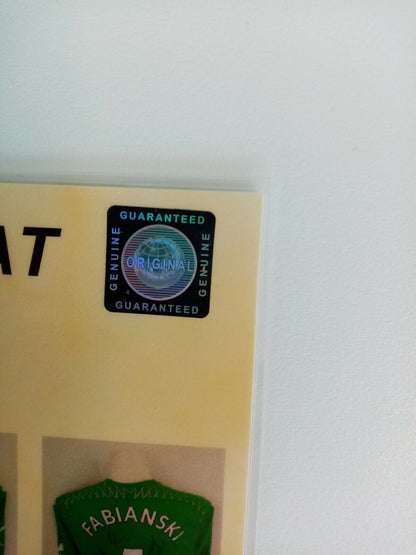 AT
GUARANTEED
GENUINE
ORIGINAL
GENUINE
GUARANTEED
FABIANSKI